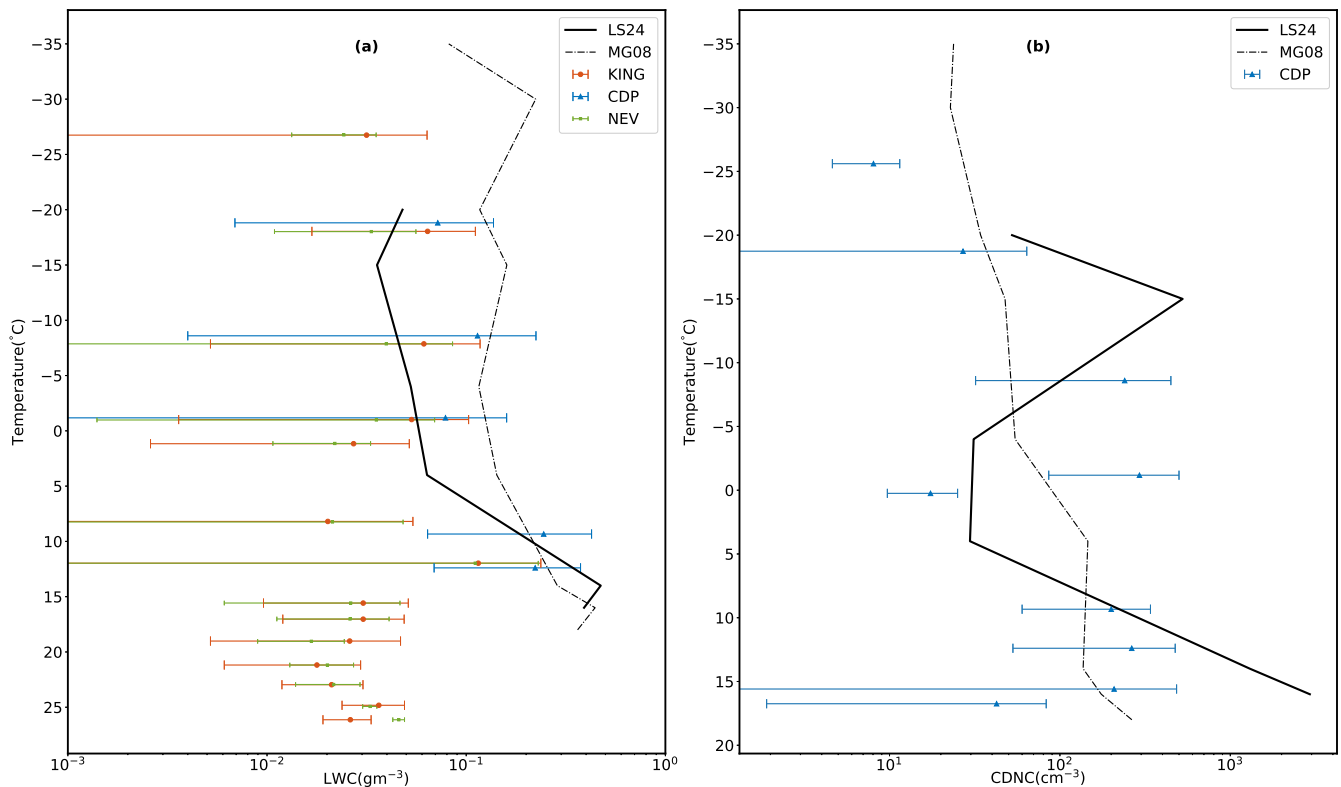 (a)
LS24
MG08
KING
CDP
NEV
−35
−30
−25
−20
−15
−10
−5
0
5
10
15
20
25
Temperature(°C)
10⁻³
10⁻²
10⁻¹
10⁰
LWC(gm⁻³)
(b)
LS24
MG08
CDP
−35
−30
−25
−20
−15
−10
−5
0
5
10
15
20
Temperature(°C)
10¹
10²
10³
CDNC(cm⁻³)